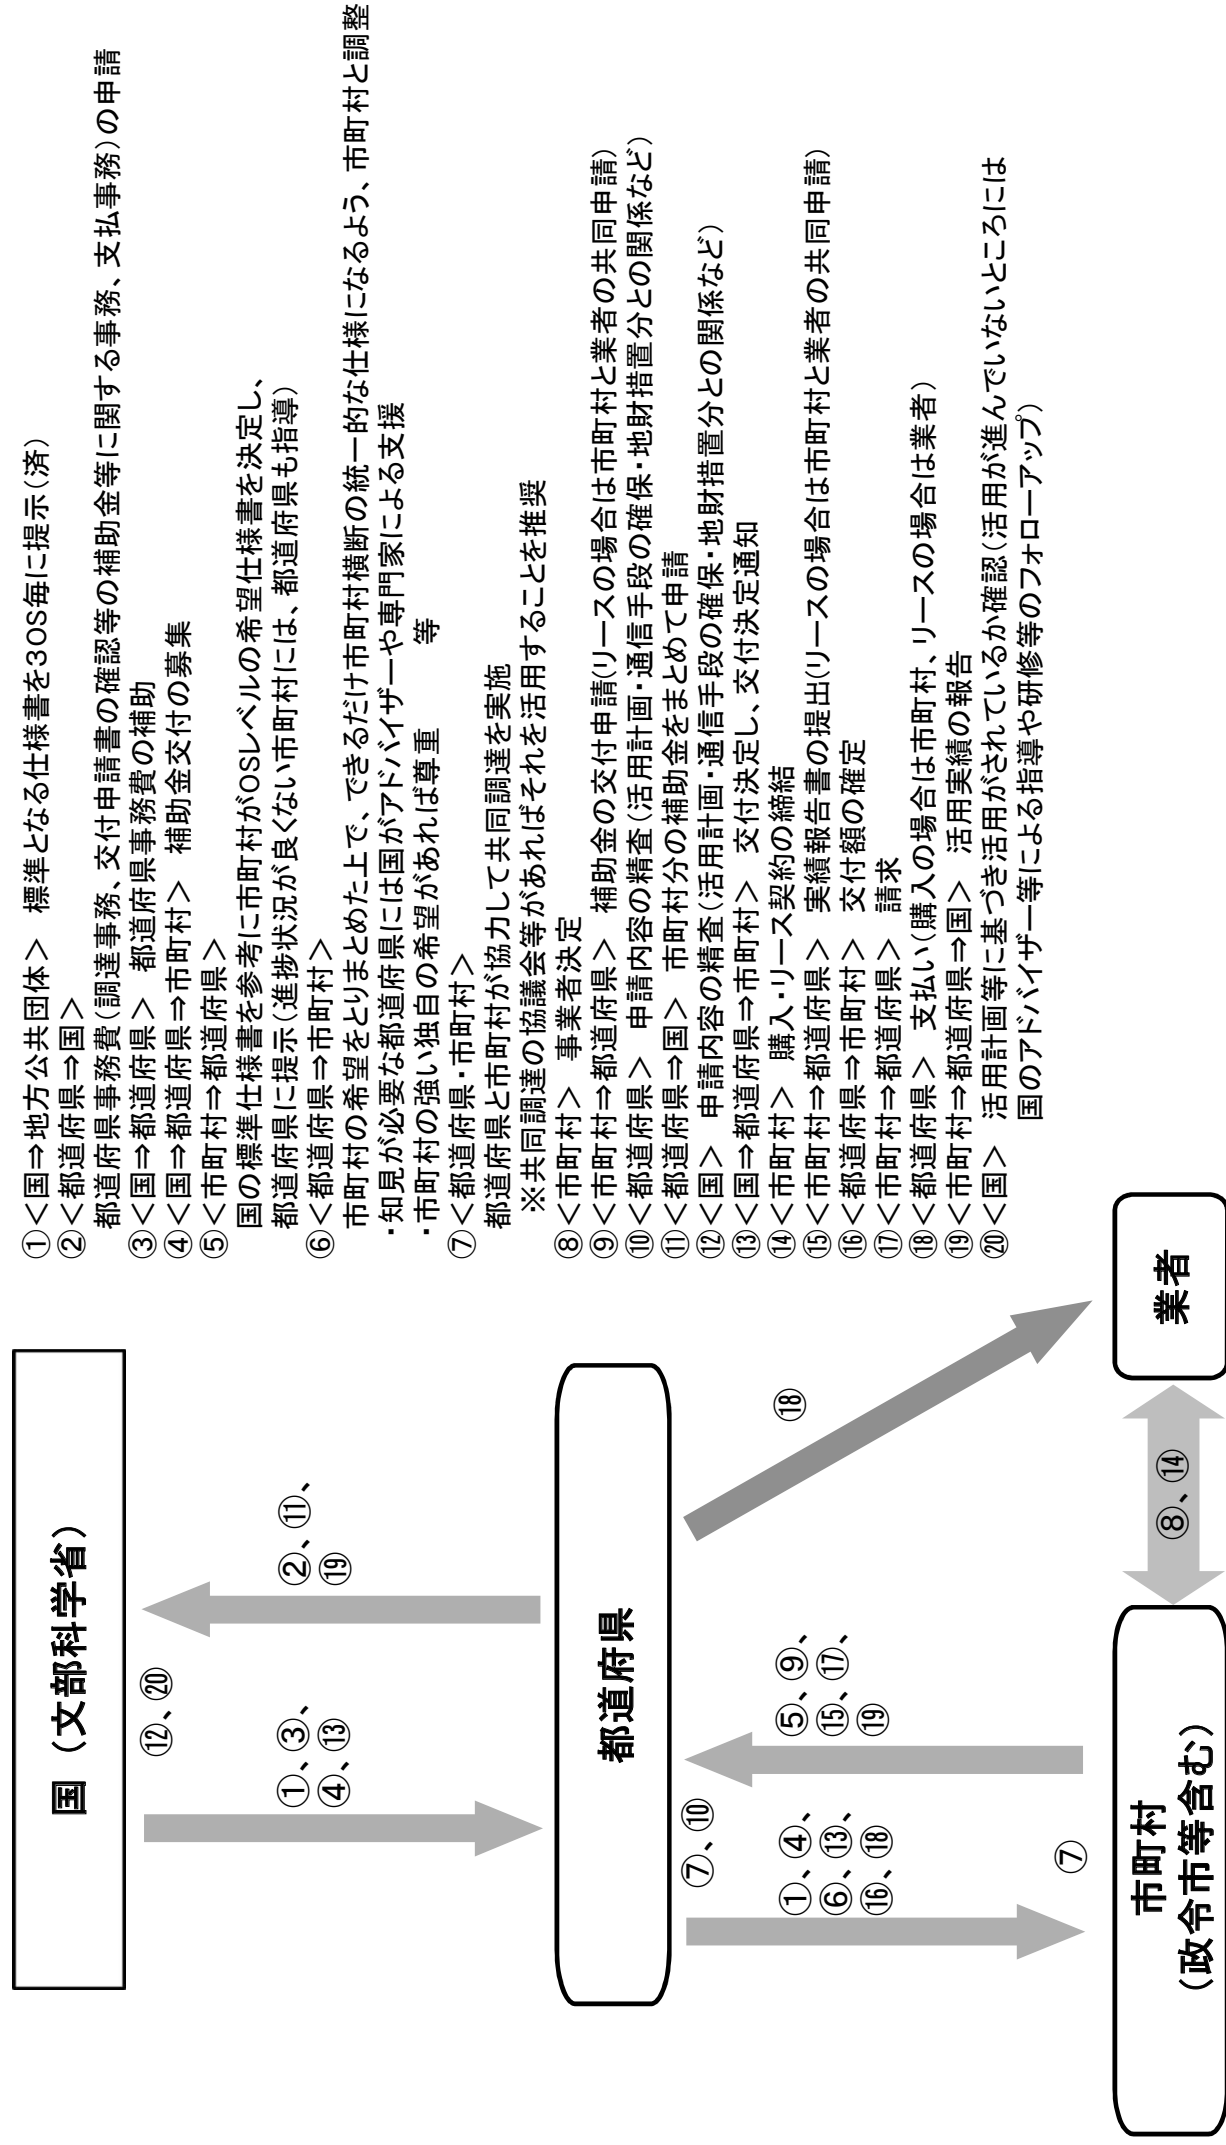 国（文部科学省）
⑫、⑳
①、③、
④、⑬
②、⑪、
⑲
都道府県
⑦、⑩
①、④、
⑥、⑬、
⑯、⑱
⑤、⑨、
⑮、⑰、
⑲
⑱
⑦
市町村
（政令市等含む）
⑧、⑭
業者
①＜国⇒地方公共団体＞　標準となる仕様書を3OS毎に提示（済）
②＜都道府県⇒国＞
都道府県事務費（調達事務、交付申請書の確認等の補助金等に関する事務、支払事務）の申請
③＜国⇒都道府県＞　都道府県事務費の補助
④＜国⇒都道府県⇒市町村＞　補助金交付の募集
⑤＜市町村⇒都道府県＞
国の標準仕様書を参考に市町村がOSレベルの希望仕様書を決定し、
都道府県に提示（進捗状況が良くない市町村には、都道府県も指導）
⑥＜都道府県⇒市町村＞
市町村の希望をとりまとめた上で、できるだけ市町村横断の統一的な仕様になるよう、市町村と調整
・知見が必要な都道府県には国がアドバイザーや専門家による支援
・市町村の強い独自の希望があれば尊重　　　等
⑦＜都道府県・市町村＞
都道府県と市町村が協力して共同調達を実施
※共同調達の協議会等があればそれを活用することを推奨
⑧＜市町村＞　事業者決定
⑨＜市町村⇒都道府県＞　補助金の交付申請（リースの場合は市町村と業者の共同申請）
⑩＜都道府県＞　申請内容の精査（活用計画・通信手段の確保・地財措置分との関係など）
⑪＜都道府県⇒国＞　市町村分の補助金をまとめて申請
⑫＜国＞　申請内容の精査（活用計画・通信手段の確保・地財措置分との関係など）
⑬＜国⇒都道府県⇒市町村＞　交付決定し、交付決定通知
⑭＜市町村＞　購入・リース契約の締結
⑮＜市町村⇒都道府県＞　実績報告書の提出（リースの場合は市町村と業者の共同申請）
⑯＜都道府県⇒市町村＞　交付額の確定
⑰＜市町村⇒都道府県＞　請求
⑱＜都道府県＞　支払い（購入の場合は市町村、リースの場合は業者）
⑲＜市町村⇒都道府県⇒国＞　活用実績の報告
⑳＜国＞　活用計画等に基づき活用がされているか確認（活用が進んでいないところには
国のアドバイザー等による指導や研修等のフォローアップ）